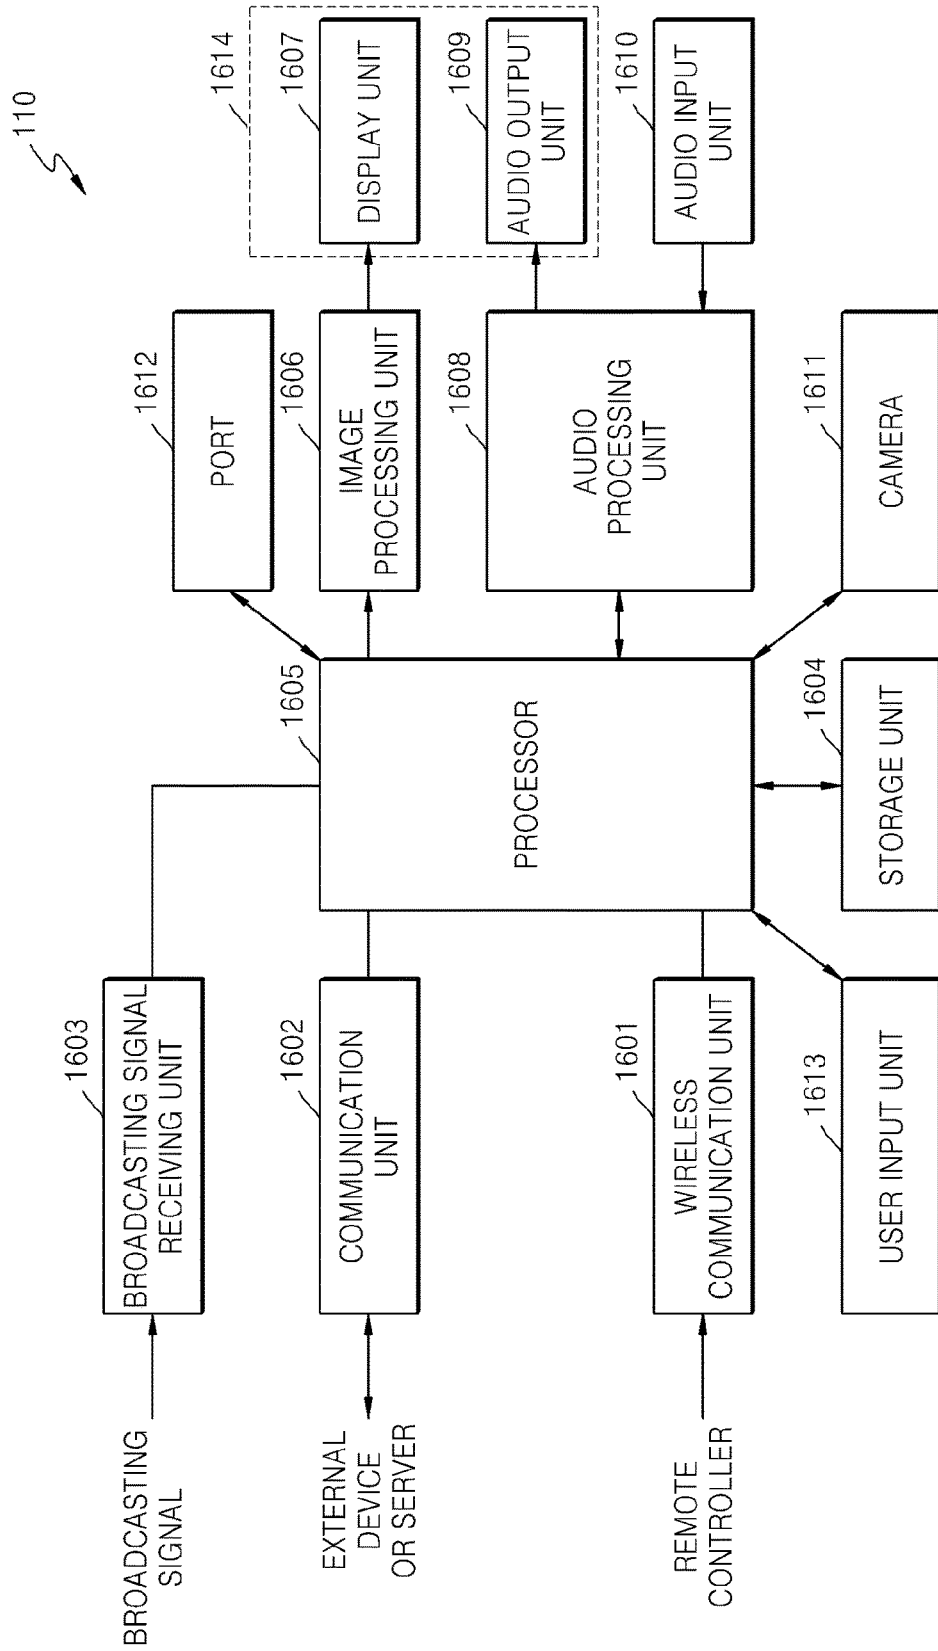 110
1614
1612
PORT
1606
IMAGE
PROCESSING UNIT
1607
DISPLAY UNIT
1603
BROADCASTING SIGNAL
RECEIVING UNIT
BROADCASTING
SIGNAL
1605
PROCESSOR
1602
COMMUNICATION
UNIT
EXTERNAL
DEVICE
OR SERVER
1608
AUDIO
PROCESSING
UNIT
1609
AUDIO OUTPUT
UNIT
1610
AUDIO INPUT
UNIT
1601
WIRELESS
COMMUNICATION UNIT
REMOTE
CONTROLLER
1613
USER INPUT UNIT
1604
STORAGE UNIT
1611
CAMERA